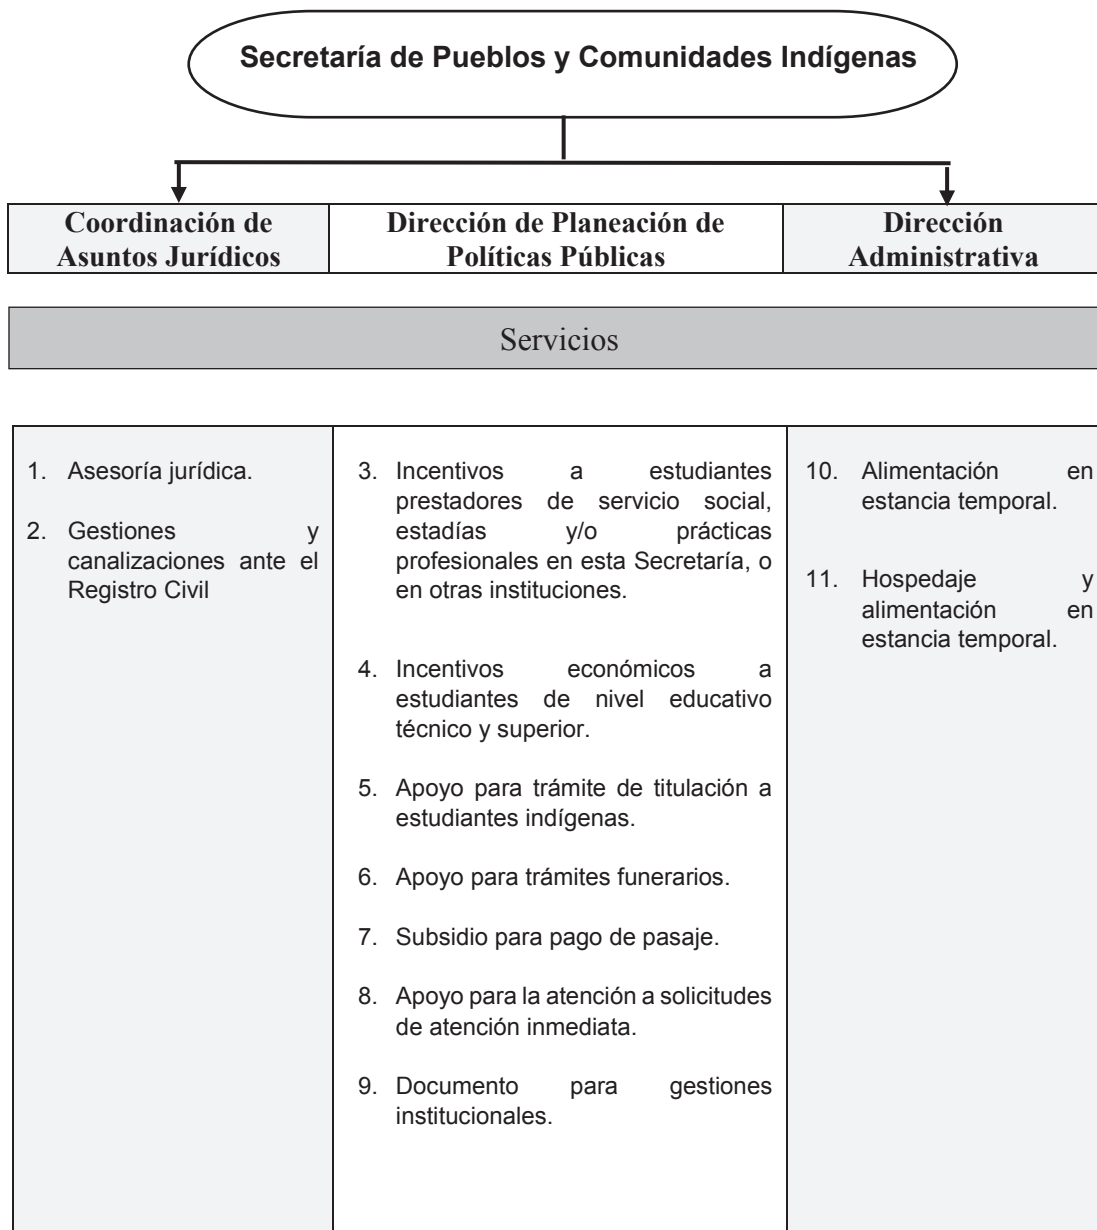 Secretaría de Pueblos y Comunidades Indígenas
Coordinación de
Asuntos Jurídicos
Dirección de Planeación de
Políticas Públicas
Dirección
Administrativa
Servicios
1. Asesoría jurídica.
2. Gestiones y
canalizaciones ante el
Registro Civil
3. Incentivos a estudiantes
prestadores de servicio social,
estadías y/o prácticas
profesionales en esta Secretaría, o
en otras instituciones.
4. Incentivos económicos a
estudiantes de nivel educativo
técnico y superior.
5. Apoyo para trámite de titulación a
estudiantes indígenas.
6. Apoyo para trámites funerarios.
7. Subsidio para pago de pasaje.
8. Apoyo para la atención a solicitudes
de atención inmediata.
9. Documento para gestiones
institucionales.
10. Alimentación en
estancia temporal.
11. Hospedaje y
alimentación en
estancia temporal.